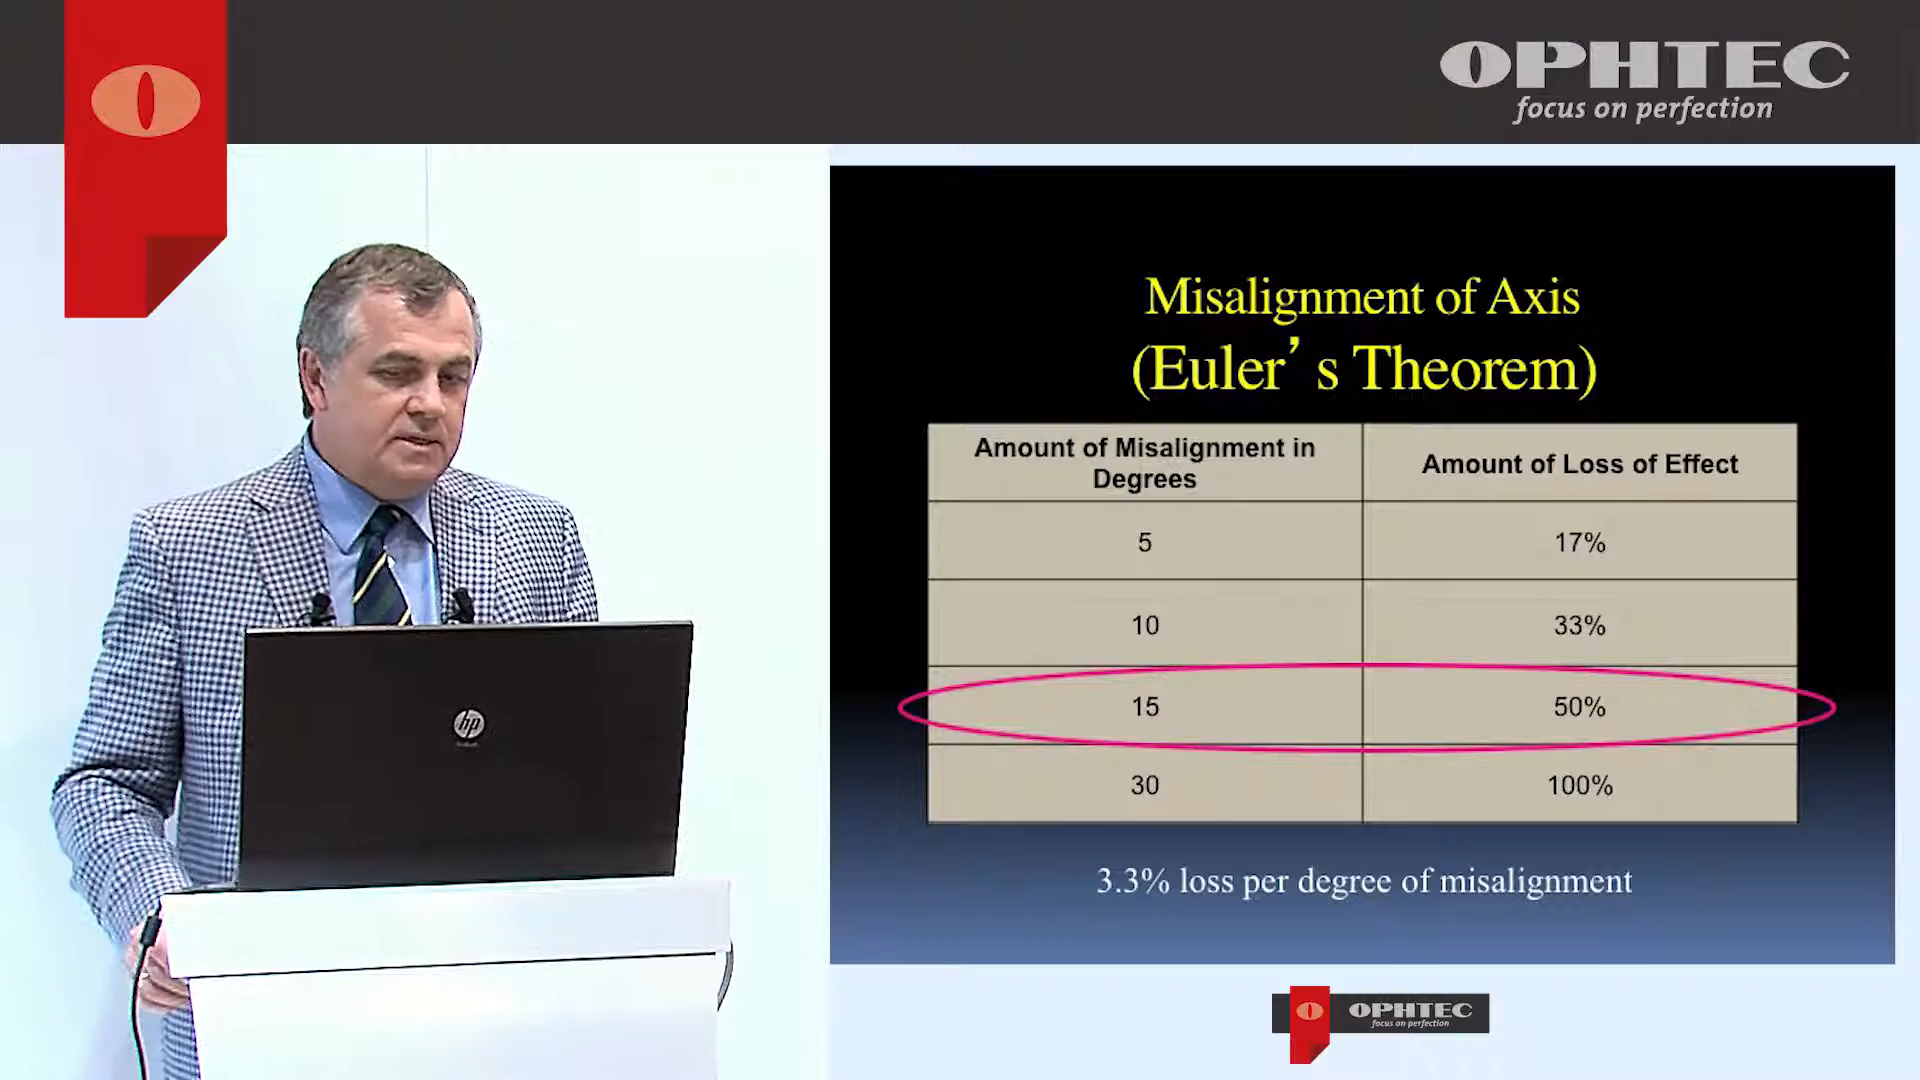 OPHTEC
focus on perfection
Misalignment of Axis
(Euler’s Theorem)
Amount of Misalignment in
Degrees
Amount of Loss of Effect
5
17%
10
33%
15
50%
30
100%
3.3% loss per degree of misalignment
hp
OPHTEC
focus on perfection